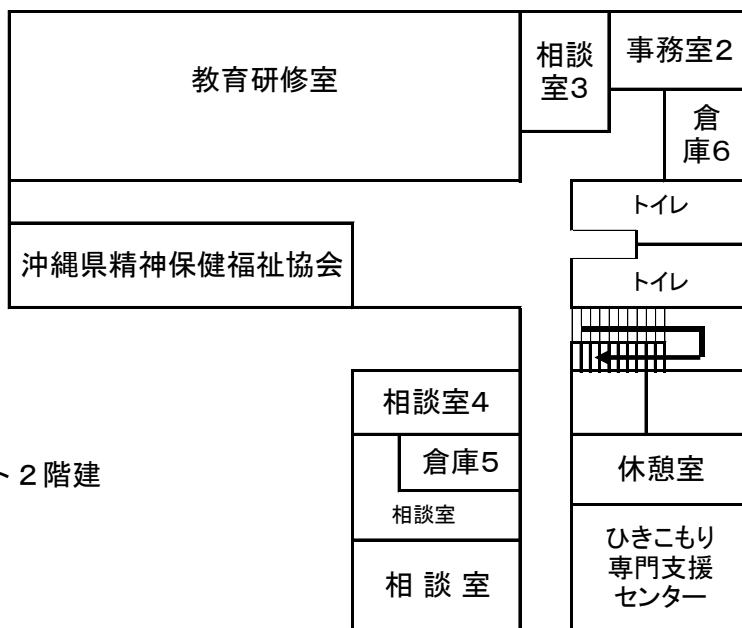 教育研修室
相談
室3
事務室2
倉
庫6
トイレ
沖縄県精神保健福祉協会
トイレ
相談室4
倉庫5
休憩室
２階建
相談室
ひきこもり
専門支援
センター
相 談 室